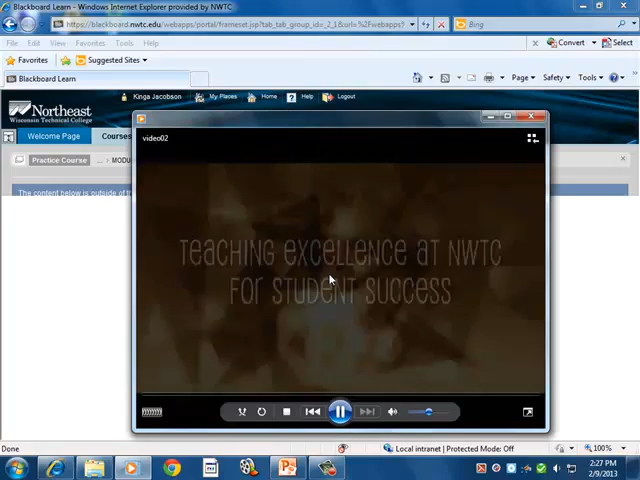 Blackboard Learn - Windows Internet Explorer provided by NWTC
https://blackboard.nwtc.edu/webapps/portal/frameset.jsp?tab_tab_group_id=_2_1&url=%2Fwebapps%
Bing
File Edit View Favorites Tools Help
Convert Select
Favorites Suggested Sites
Blackboard Learn
Page Safety Tools
Kinga Jacobson My Places Home Help Logout
Northeast
Wisconsin Technical College
Welcome Page Courses
Practice Course ... MODU
The content below is outside of th
video02
TEACHING EXCELLENCE AT NWTC
FOR STUDENT SUCCESS
Done Local intranet | Protected Mode: Off 100%
2:27 PM
2/9/2013